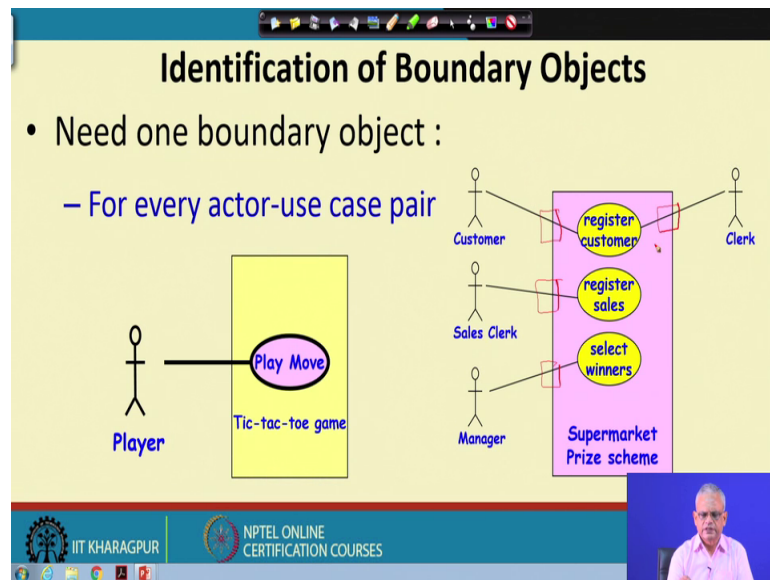 Identification of Boundary Objects
• Need one boundary object :
– For every actor-use case pair
Player
Play Move
Tic-tac-toe game
Customer
register
customer
Clerk
Sales Clerk
register
sales
Manager
select
winners
Supermarket
Prize scheme
IIT KHARAGPUR
NPTEL ONLINE
CERTIFICATION COURSES